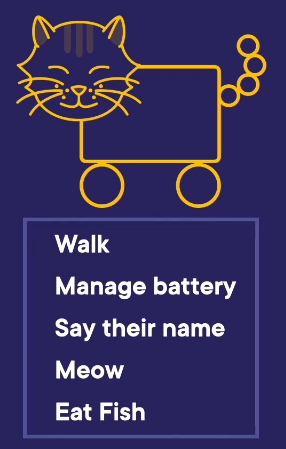 Walk
Manage battery
Say their name
Meow
Eat Fish